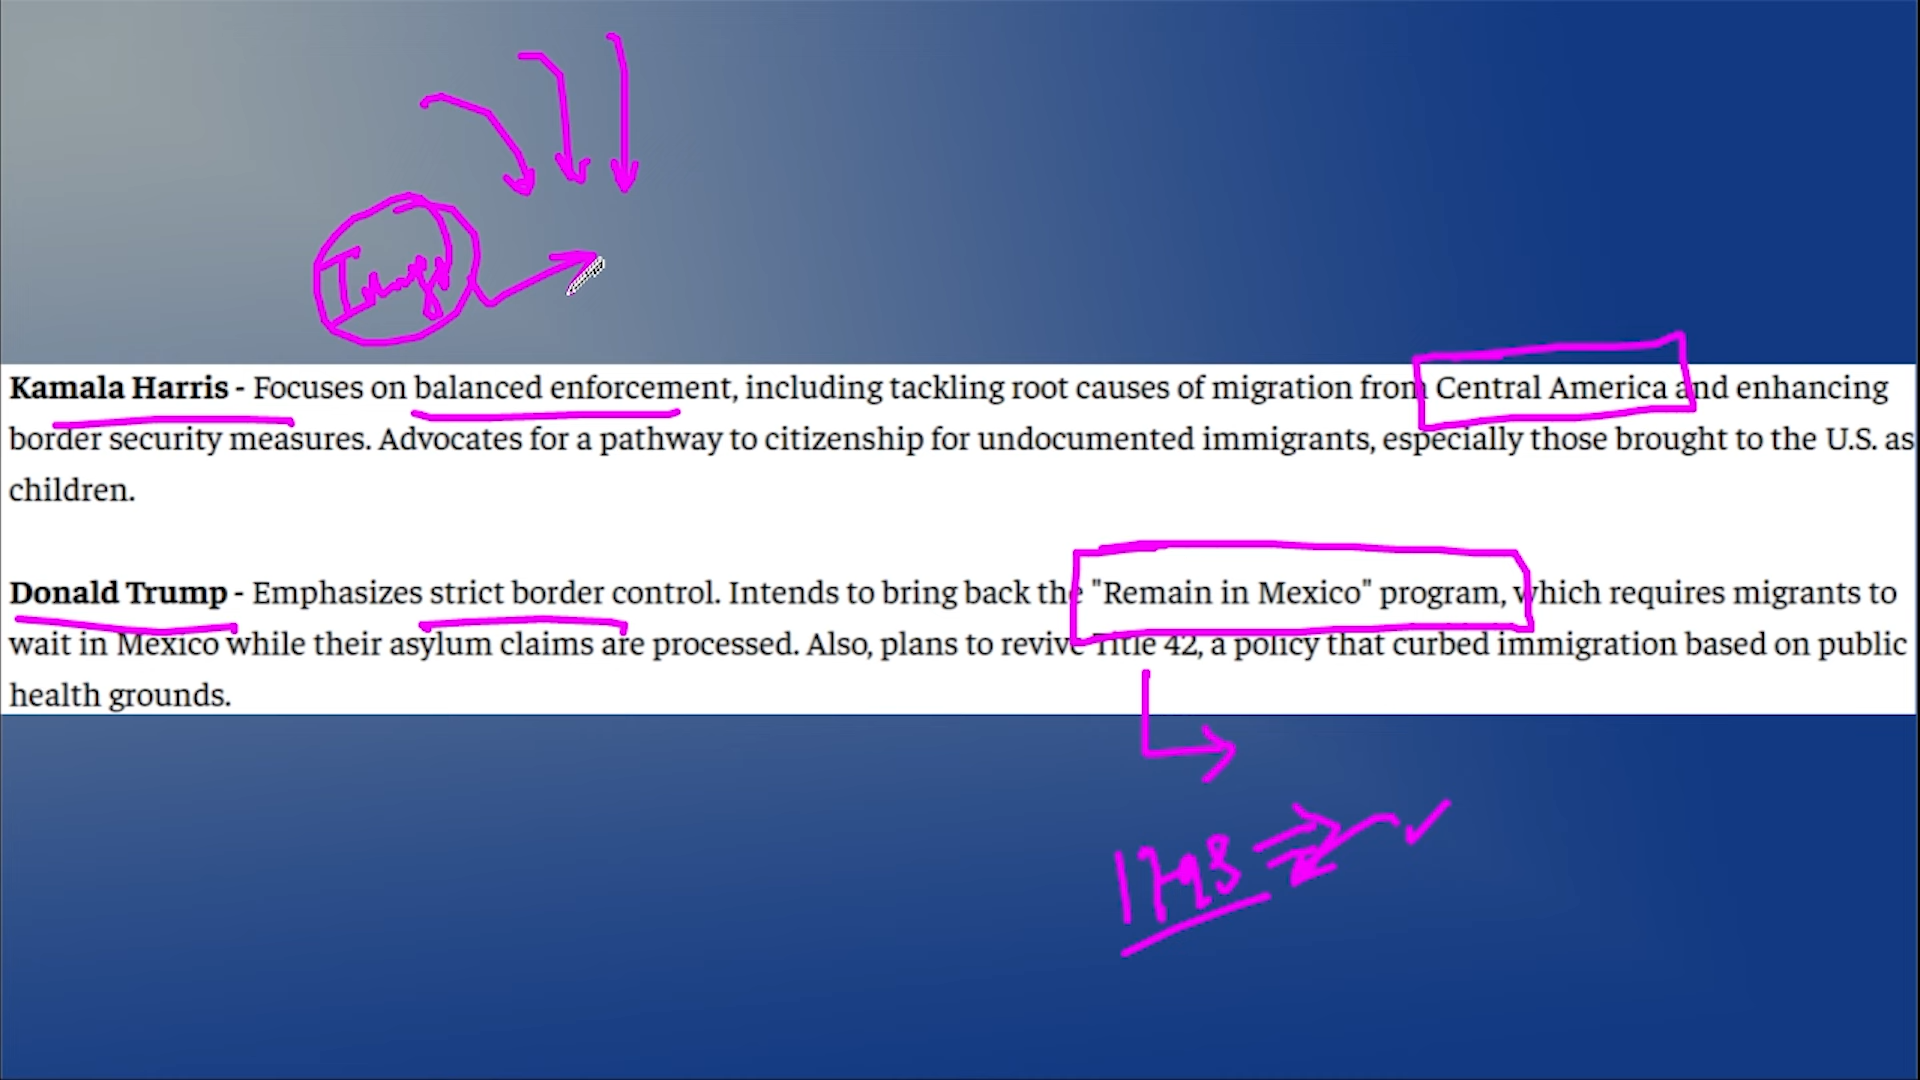 Kamala Harris - Focuses on balanced enforcement, including tackling root causes of migration from Central America and enhancing
border security measures. Advocates for a pathway to citizenship for undocumented immigrants, especially those brought to the U.S. as
children.
Donald Trump - Emphasizes strict border control. Intends to bring back the "Remain in Mexico" program, which requires migrants to
wait in Mexico while their asylum claims are processed. Also, plans to revive Title 42, a policy that curbed immigration based on public
health grounds.
1798